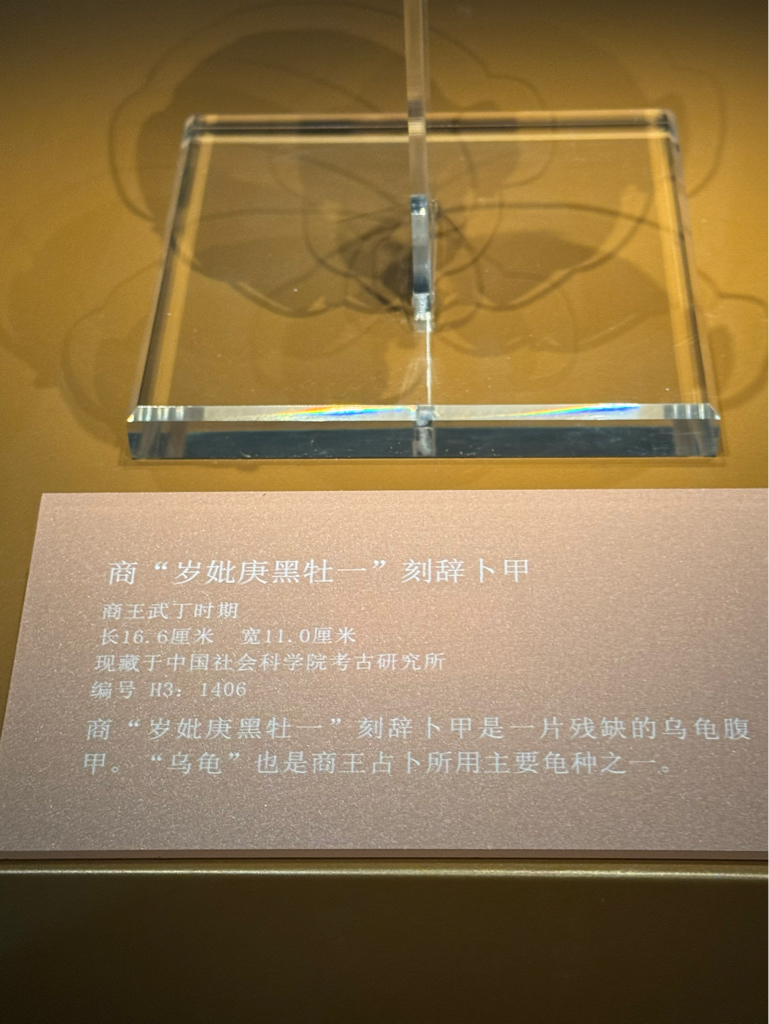 商“岁妣庚黑牡一”刻辞卜甲
商王武丁时期
长16.6厘米 宽11.0厘米
现藏于中国社会科学院考古研究所
编号 H3：1406
商“岁妣庚黑牡一”刻辞卜甲是一片残缺的乌龟腹
甲。“乌龟”也是商王占卜所用主要龟种之一。